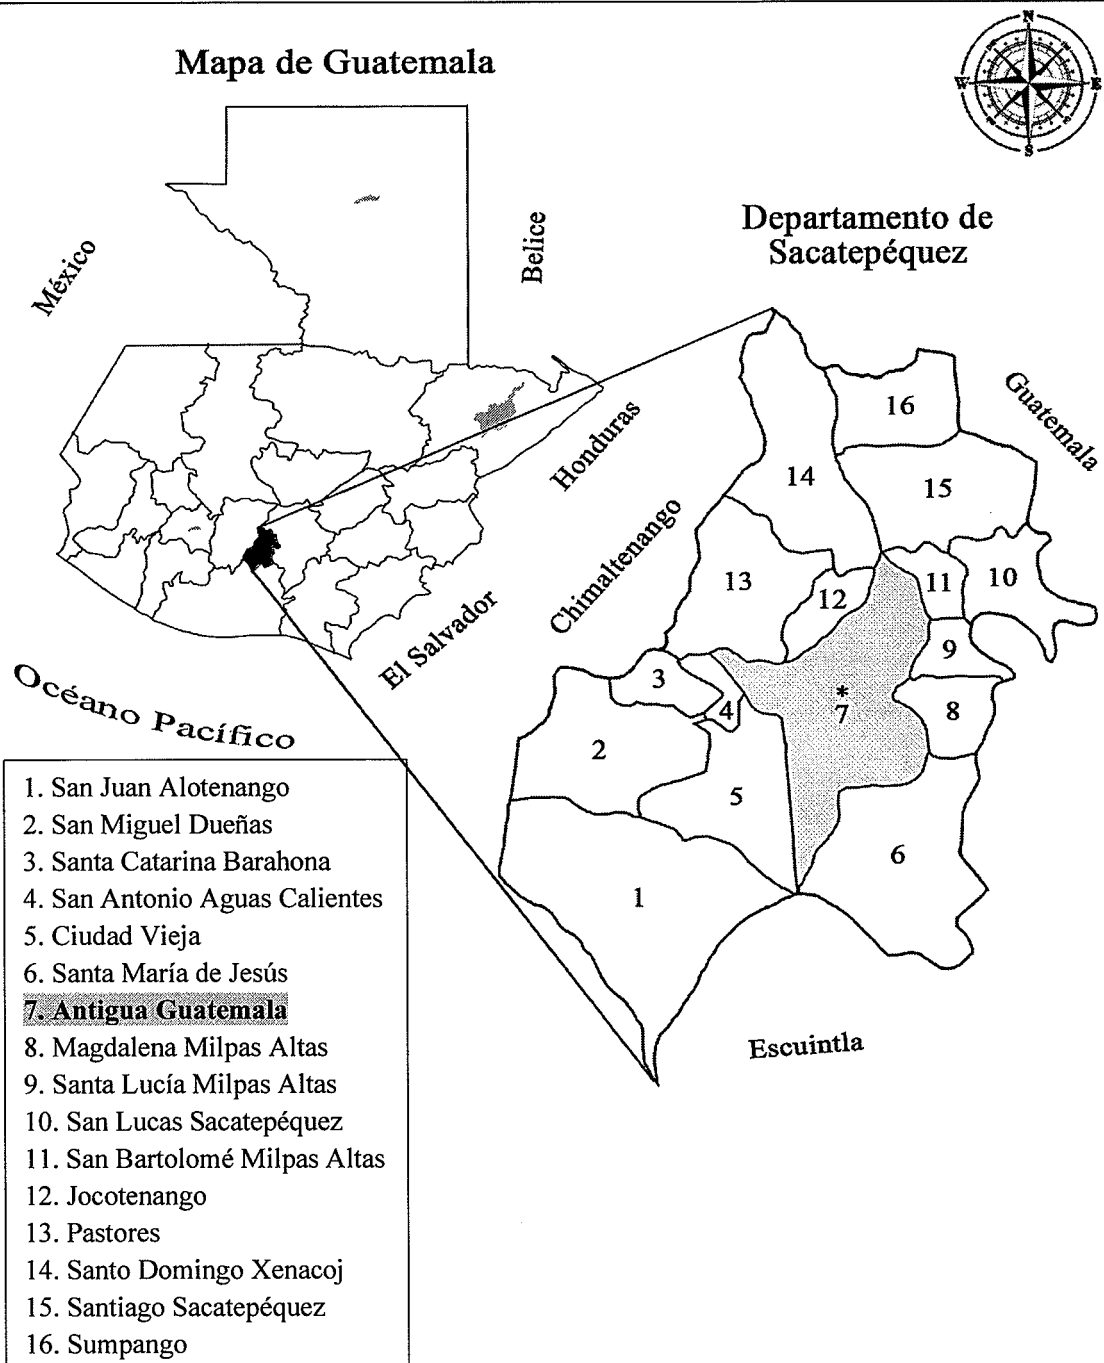 Mapa de Guatemala
N
W
E
S
México
Belice
Departamento de
Sacatepéquez
Honduras
Guatemala
El Salvador
Chimaltenango
Océano Pacífico
16
14
15
13
12
11
10
9
3
4
*
7
8
2
5
6
1
Escuintla
1. San Juan Alotenango
2. San Miguel Dueñas
3. Santa Catarina Barahona
4. San Antonio Aguas Calientes
5. Ciudad Vieja
6. Santa María de Jesús
7. Antigua Guatemala
8. Magdalena Milpas Altas
9. Santa Lucía Milpas Altas
10. San Lucas Sacatepéquez
11. San Bartolomé Milpas Altas
12. Jocotenango
13. Pastores
14. Santo Domingo Xenacoj
15. Santiago Sacatepéquez
16. Sumpango